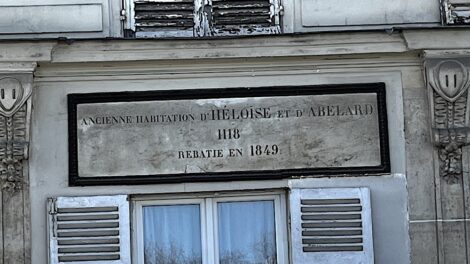 ANCIENNE HABITATION D'HÉLOÏSE ET D'ABÉLARD
1118
REBATIE EN 1849.